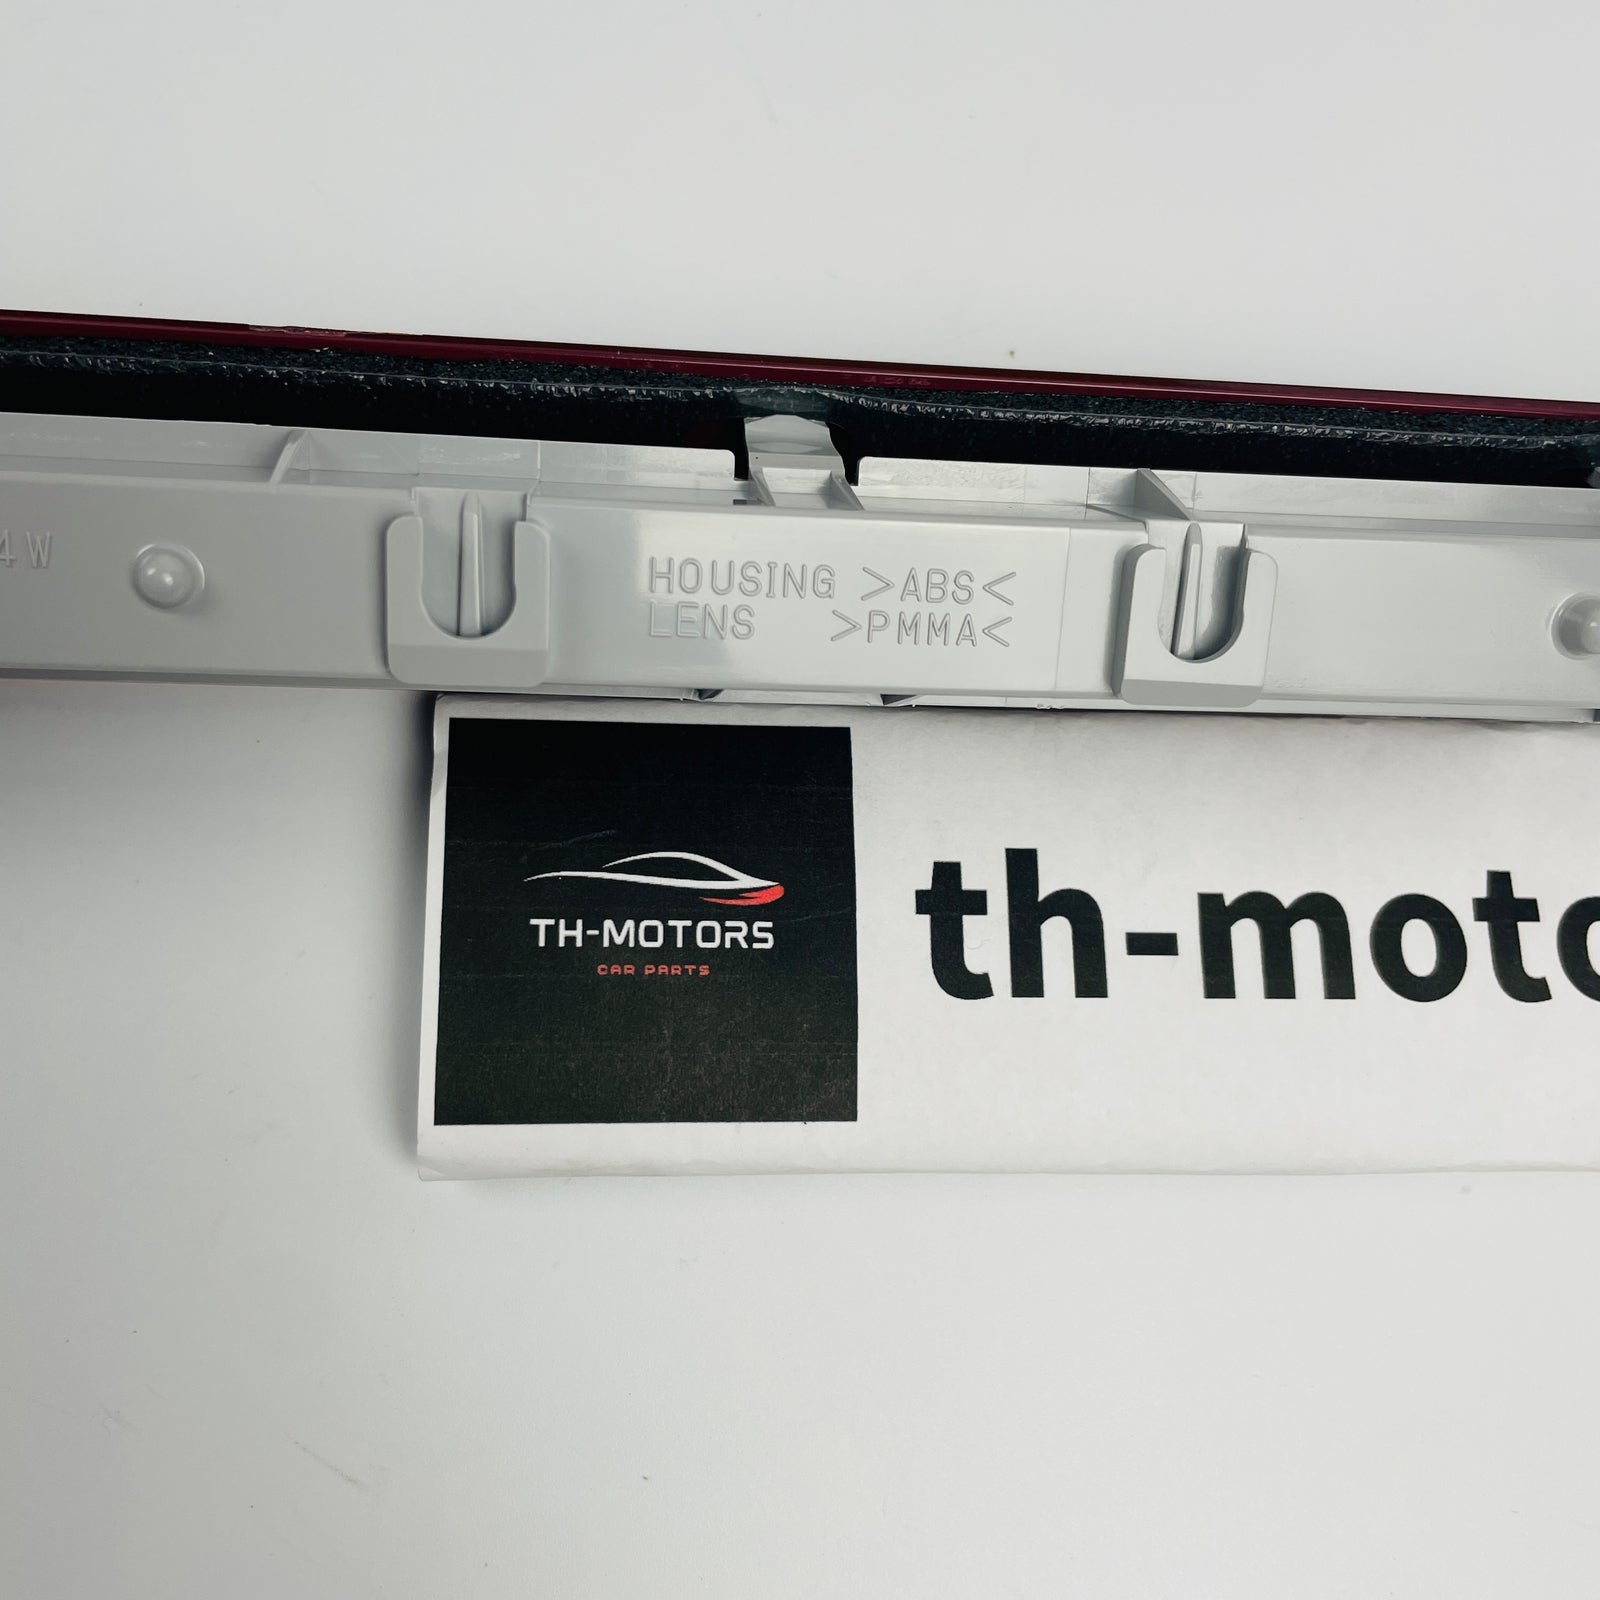 4W
HOUSING >ABS<
LENS >PMMA<
TH-MOTORS
CAR PARTS
th-moto